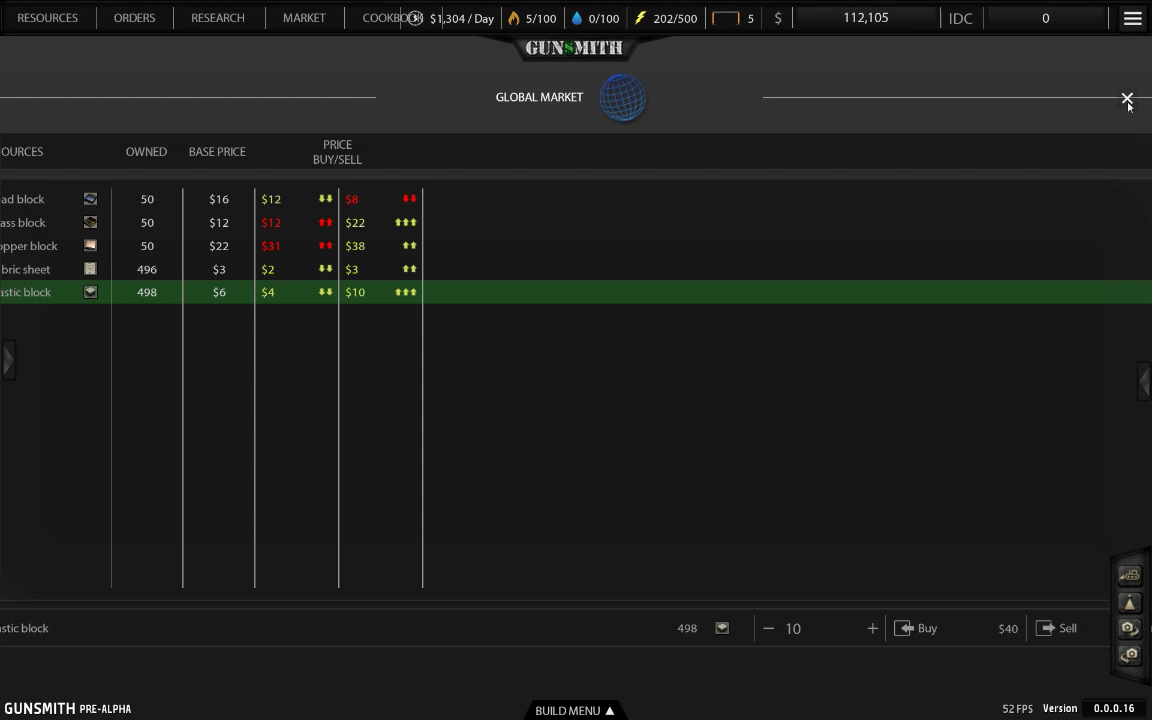 RESOURCES ORDERS RESEARCH MARKET COOKBO $1,304 / Day 5/100 0/100 202/500 5 $ 112,105 IDC 0
GUN$MITH
GLOBAL MARKET
OURCES OWNED BASE PRICE PRICE
BUY/SELL
ad block 50 $16 $12 $8
ass block 50 $12 $12 $22
opper block 50 $22 $31 $38
bric sheet 496 $3 $2 $3
astic block 498 $6 $4 $10
stic block 498 − 10 + Buy $40 Sell
GUNSMITH PRE-ALPHA BUILD MENU ▲ 52 FPS Version 0.0.0.16